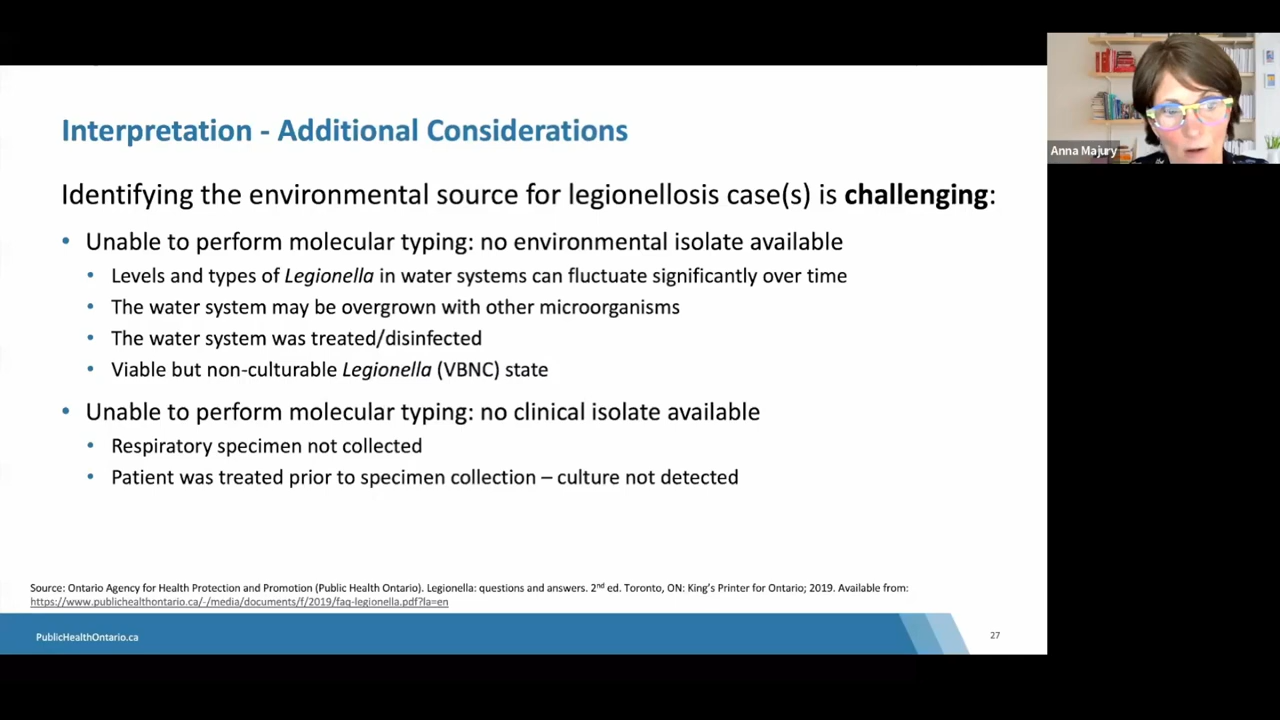 Interpretation - Additional Considerations
Anna Majury
Identifying the environmental source for legionellosis case(s) is challenging:
• Unable to perform molecular typing: no environmental isolate available
• Levels and types of Legionella in water systems can fluctuate significantly over time
• The water system may be overgrown with other microorganisms
• The water system was treated/disinfected
• Viable but non-culturable Legionella (VBNC) state
• Unable to perform molecular typing: no clinical isolate available
• Respiratory specimen not collected
• Patient was treated prior to specimen collection – culture not detected
Source: Ontario Agency for Health Protection and Promotion (Public Health Ontario). Legionella: questions and answers. 2nd ed. Toronto, ON: King's Printer for Ontario; 2019. Available from:
https://www.publichealthontario.ca/-/media/documents/f/2019/faq-legionella.pdf?la=en
PublicHealthOntario.ca
27